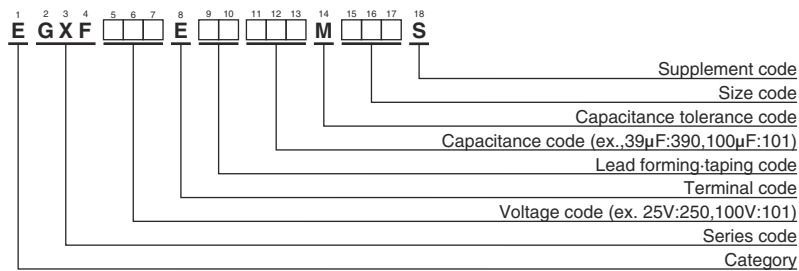 1 2 3 4 5 6 7 8 9 10 11 12 13 14 15 16 17 18
E GXF E M S
Supplement code
Size code
Capacitance tolerance code
Capacitance code (ex.,39μF:390,100μF:101)
Lead forming·taping code
Terminal code
Voltage code (ex. 25V:250,100V:101)
Series code
Category